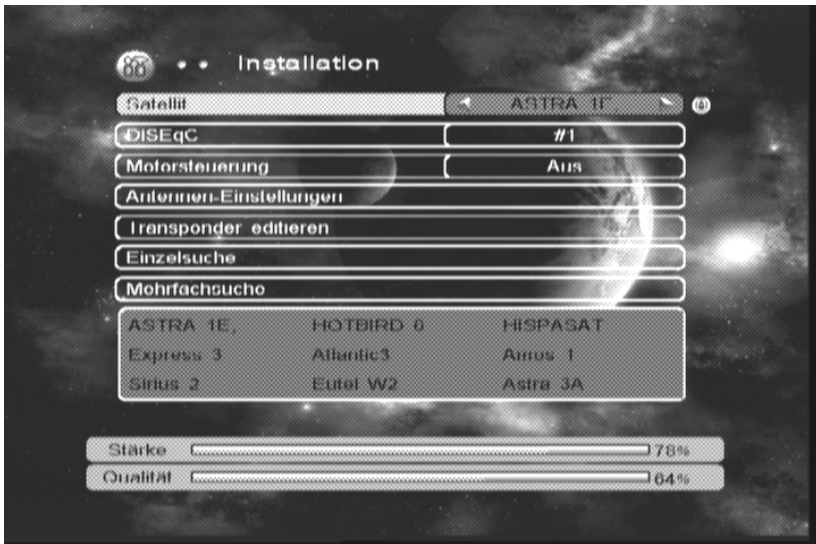 Installation
Satellit ASTRA 1E,
DiSEqC #1
Motorsteuerung Aus
Antennen-Einstellungen
Transponder editieren
Einzelsuche
Mehrfachsuche
ASTRA 1E, HOTBIRD 6 HISPASAT
Express 3 Atlantic3 Amos 1
Sirius 2 Eutel W2 Astra 3A
Stärke 78%
Qualität 64%